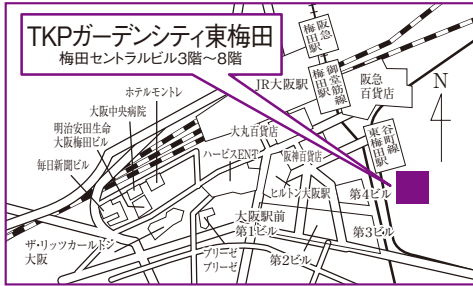 TKPガーデンシティ東梅田
梅田セントラルビル3階～8階
阪急
梅田駅
御堂筋線
梅田駅
JR大阪駅
阪急
百貨店
N
ホテルモントレ
大阪中央病院
明治安田生命
大阪梅田ビル
毎日新聞ビル
大丸百貨店
ハービスENT
阪神百貨店
谷町線
東梅田駅
ヒルトン大阪駅
第4ビル
大阪駅前
第1ビル
第3ビル
第2ビル
ブリーゼ
ブリーゼ
ザ・リッツカールトン
大阪